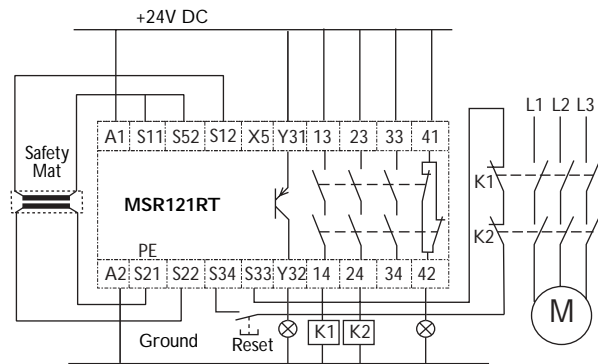 +24V DC
A1 S11 S52 S12 X5 Y31 13 23 33 41
L1 L2 L3
Safety
Mat
MSR121RT
K1
K2
PE
A2 S21 S22 S34 S33 Y32 14 24 34 42
M
Ground
Reset
K1 K2